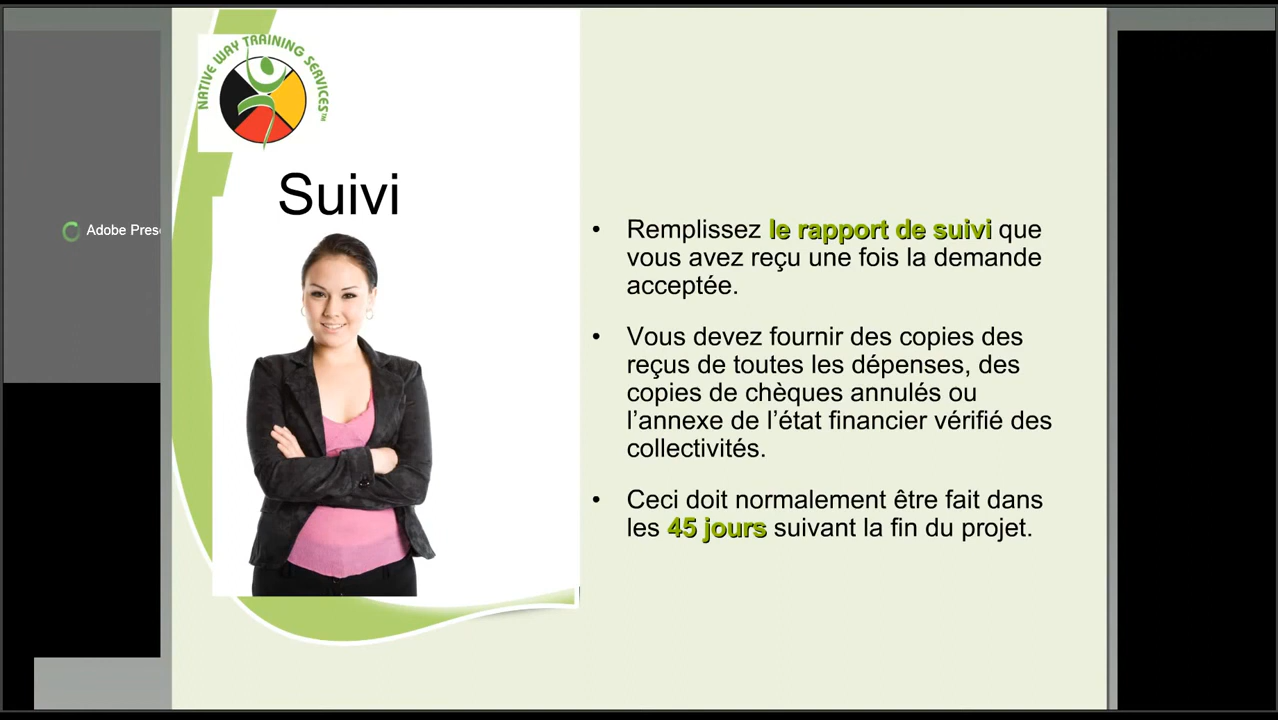 NATIVE WAY TRAINING SERVICES™
Suivi
Adobe Prese
• Remplissez le rapport de suivi que
vous avez reçu une fois la demande
acceptée.
• Vous devez fournir des copies des
reçus de toutes les dépenses, des
copies de chèques annulés ou
l’annexe de l’état financier vérifié des
collectivités.
• Ceci doit normalement être fait dans
les 45 jours suivant la fin du projet.